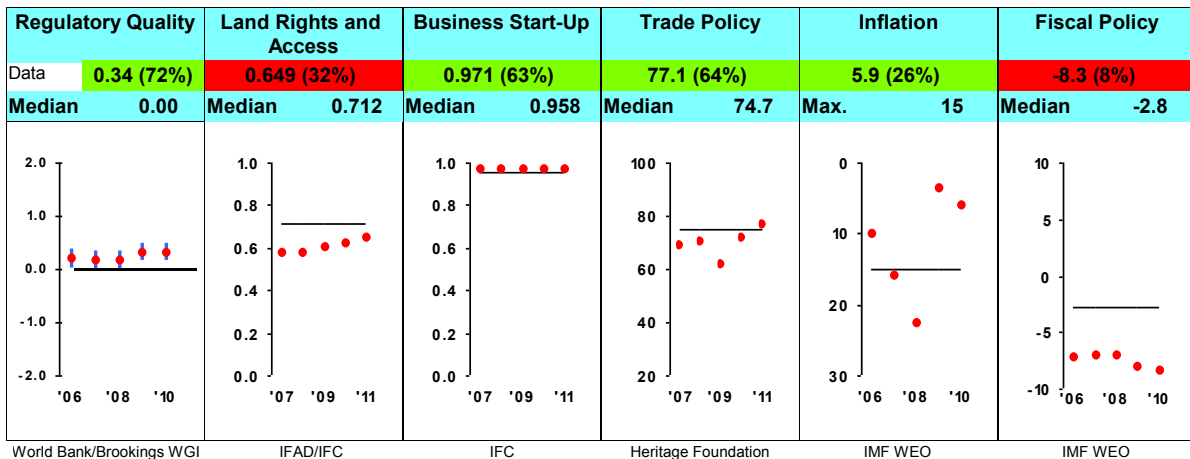 Regulatory Quality
Land Rights and Access
Business Start-Up
Trade Policy
Inflation
Fiscal Policy
Data 0.34 (72%)
0.649 (32%)
0.971 (63%)
77.1 (64%)
5.9 (26%)
-8.3 (8%)
Median 0.00
Median 0.712
Median 0.958
Median 74.7
Max. 15
Median -2.8
2.0
1.0
0.0
-1.0
-2.0
'06 '08 '10
1.0
0.8
0.6
0.4
0.2
0.0
'07 '09 '11
1.0
0.8
0.6
0.4
0.2
0.0
'07 '09 '11
100
80
60
40
20
'07 '09 '11
0
10
20
30
'06 '08 '10
10
5
0
-5
-10
'06 '08 '10
World Bank/Brookings WGI
IFAD/IFC
IFC
Heritage Foundation
IMF WEO
IMF WEO